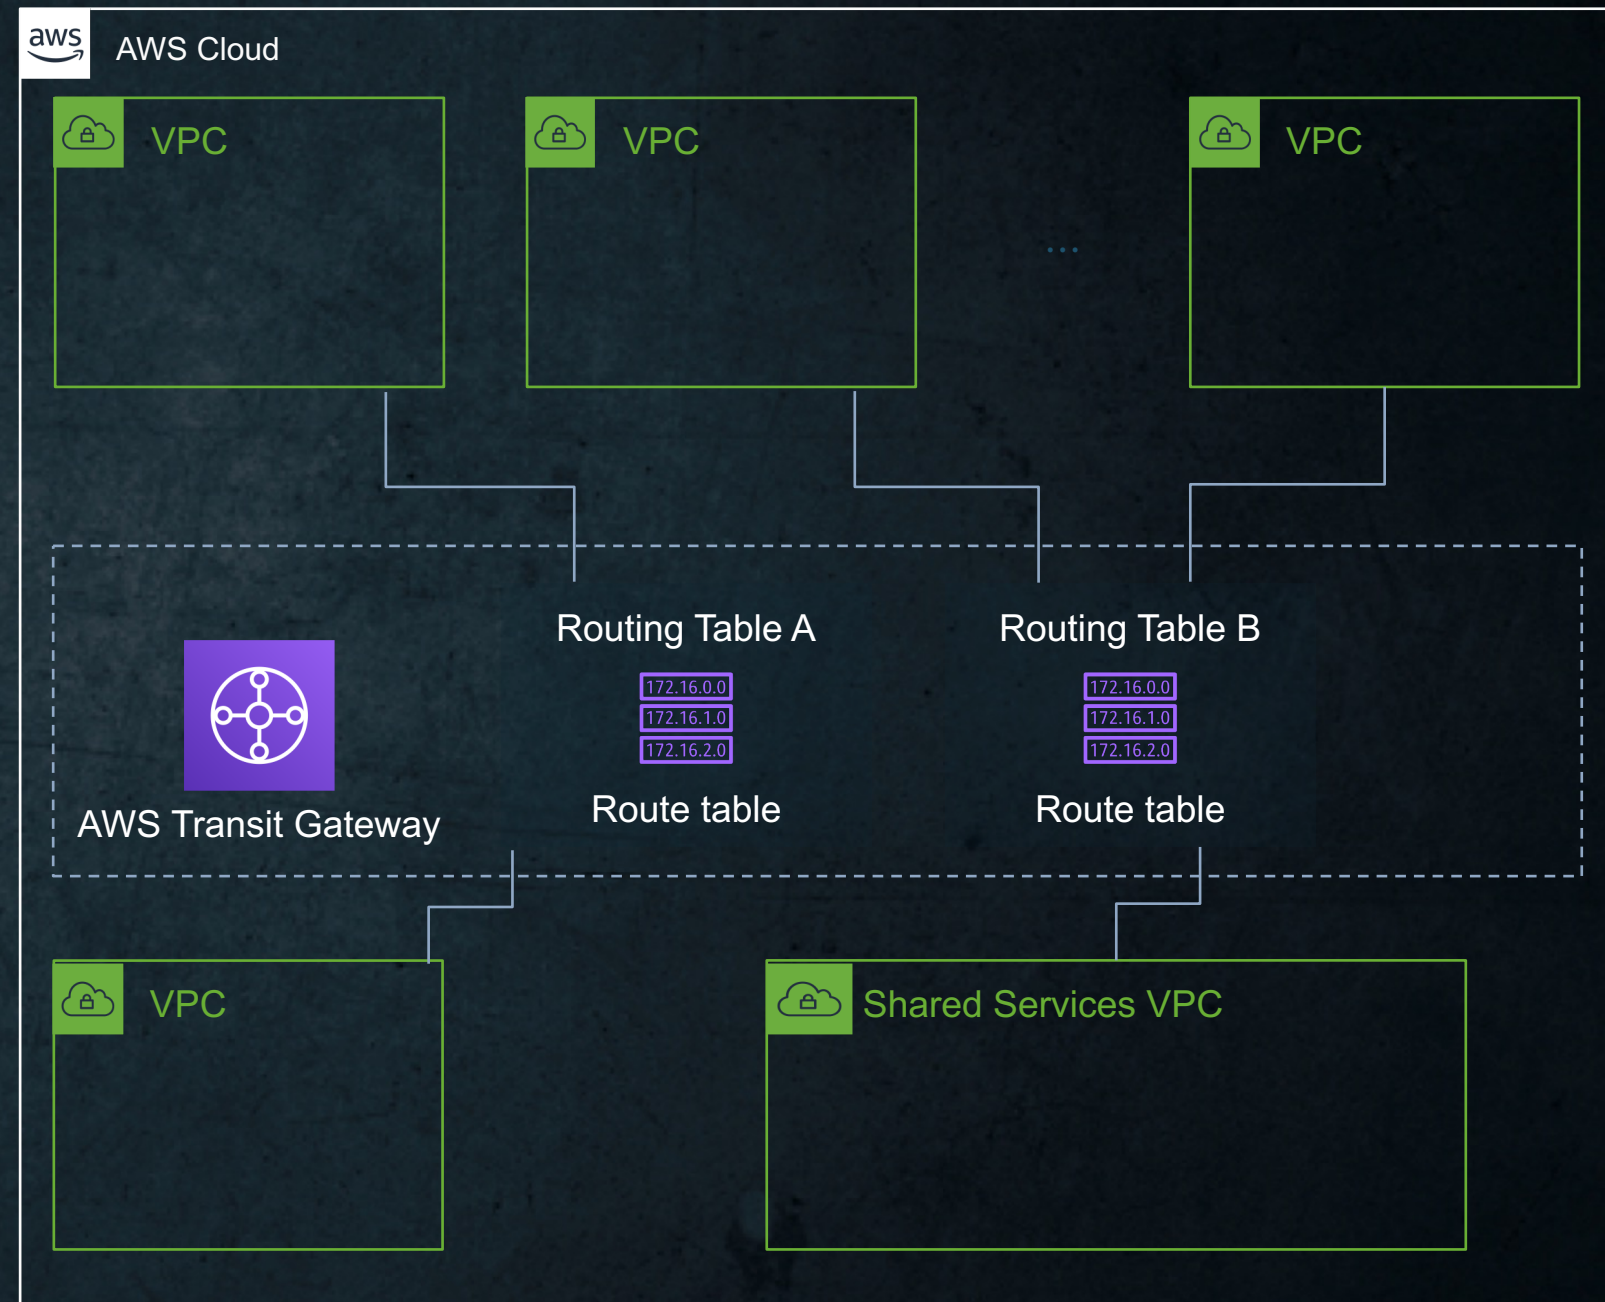 aws
AWS Cloud
VPC
VPC
VPC
...
Routing Table A
Routing Table B
172.16.0.0
172.16.1.0
172.16.2.0
172.16.0.0
172.16.1.0
172.16.2.0
Route table
Route table
AWS Transit Gateway
VPC
Shared Services VPC